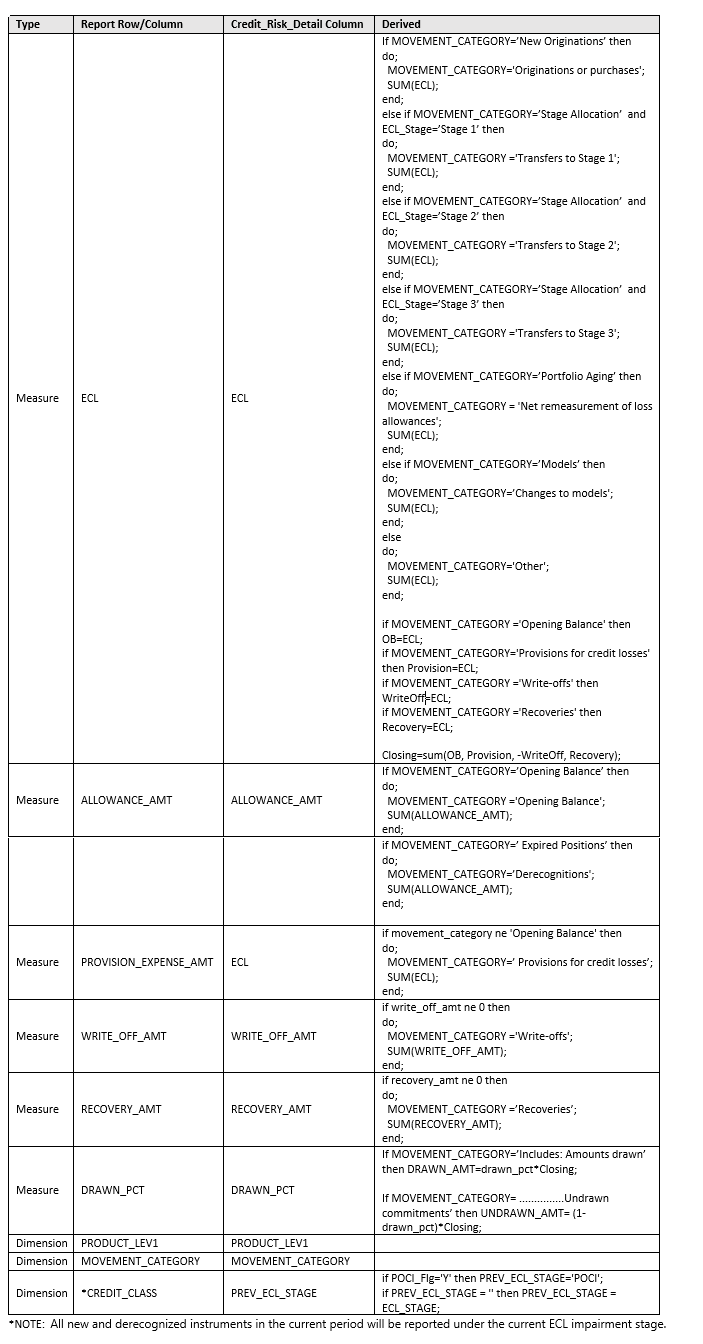 Type Report Row/Column Credit_Risk_Detail Column Derived
If MOVEMENT_CATEGORY='New Originations' then
do;
MOVEMENT_CATEGORY='Originations or purchases';
SUM(ECL);
end;
else if MOVEMENT_CATEGORY='Stage Allocation' and
ECL_Stage='Stage 1' then
do;
MOVEMENT_CATEGORY ='Transfers to Stage 1';
SUM(ECL);
end;
else if MOVEMENT_CATEGORY='Stage Allocation' and
ECL_Stage='Stage 2' then
do;
MOVEMENT_CATEGORY ='Transfers to Stage 2';
SUM(ECL);
end;
else if MOVEMENT_CATEGORY='Stage Allocation' and
ECL_Stage='Stage 3' then
do;
MOVEMENT_CATEGORY ='Transfers to Stage 3';
SUM(ECL);
end;
else if MOVEMENT_CATEGORY='Portfolio Aging' then
do;
Measure ECL ECL
MOVEMENT_CATEGORY = 'Net remeasurement of loss
allowances';
SUM(ECL);
end;
else if MOVEMENT_CATEGORY='Models' then
do;
MOVEMENT_CATEGORY='Changes to models';
SUM(ECL);
end;
else
do;
MOVEMENT_CATEGORY='Other';
SUM(ECL);
end;
if MOVEMENT_CATEGORY ='Opening Balance' then
OB=ECL;
if MOVEMENT_CATEGORY='Provisions for credit losses'
then Provision=ECL;
if MOVEMENT_CATEGORY ='Write-offs' then
WriteOff=ECL;
if MOVEMENT_CATEGORY ='Recoveries' then
Recovery=ECL;
Closing=sum(OB, Provision, -WriteOff, Recovery);
If MOVEMENT_CATEGORY='Opening Balance' then
do;
Measure ALLOWANCE_AMT ALLOWANCE_AMT MOVEMENT_CATEGORY ='Opening Balance';
SUM(ALLOWANCE_AMT);
end;
if MOVEMENT_CATEGORY=' Expired Positions' then
do;
MOVEMENT_CATEGORY='Derecognitions';
SUM(ALLOWANCE_AMT);
end;
if movement_category ne 'Opening Balance' then
do;
Measure PROVISION_EXPENSE_AMT ECL MOVEMENT_CATEGORY=' Provisions for credit losses';
SUM(ECL);
end;
if write_off_amt ne 0 then
do;
Measure WRITE_OFF_AMT WRITE_OFF_AMT MOVEMENT_CATEGORY ='Write-offs';
SUM(WRITE_OFF_AMT);
end;
if recovery_amt ne 0 then
do;
Measure RECOVERY_AMT RECOVERY_AMT MOVEMENT_CATEGORY ='Recoveries';
SUM(RECOVERY_AMT);
end;
If MOVEMENT_CATEGORY='Includes: Amounts drawn'
then DRAWN_AMT=drawn_pct*Closing;
Measure DRAWN_PCT DRAWN_PCT
If MOVEMENT_CATEGORY= ...............Undrawn
commitments' then UNDRAWN_AMT= (1-
drawn_pct)*Closing;
Dimension PRODUCT_LEV1 PRODUCT_LEV1
Dimension MOVEMENT_CATEGORY MOVEMENT_CATEGORY
if POCI_Flg='Y' then PREV_ECL_STAGE='POCI';
Dimension *CREDIT_CLASS PREV_ECL_STAGE if PREV_ECL_STAGE = '' then PREV_ECL_STAGE =
ECL_STAGE;
*NOTE: All new and derecognized instruments in the current period will be reported under the current ECL impairment stage.